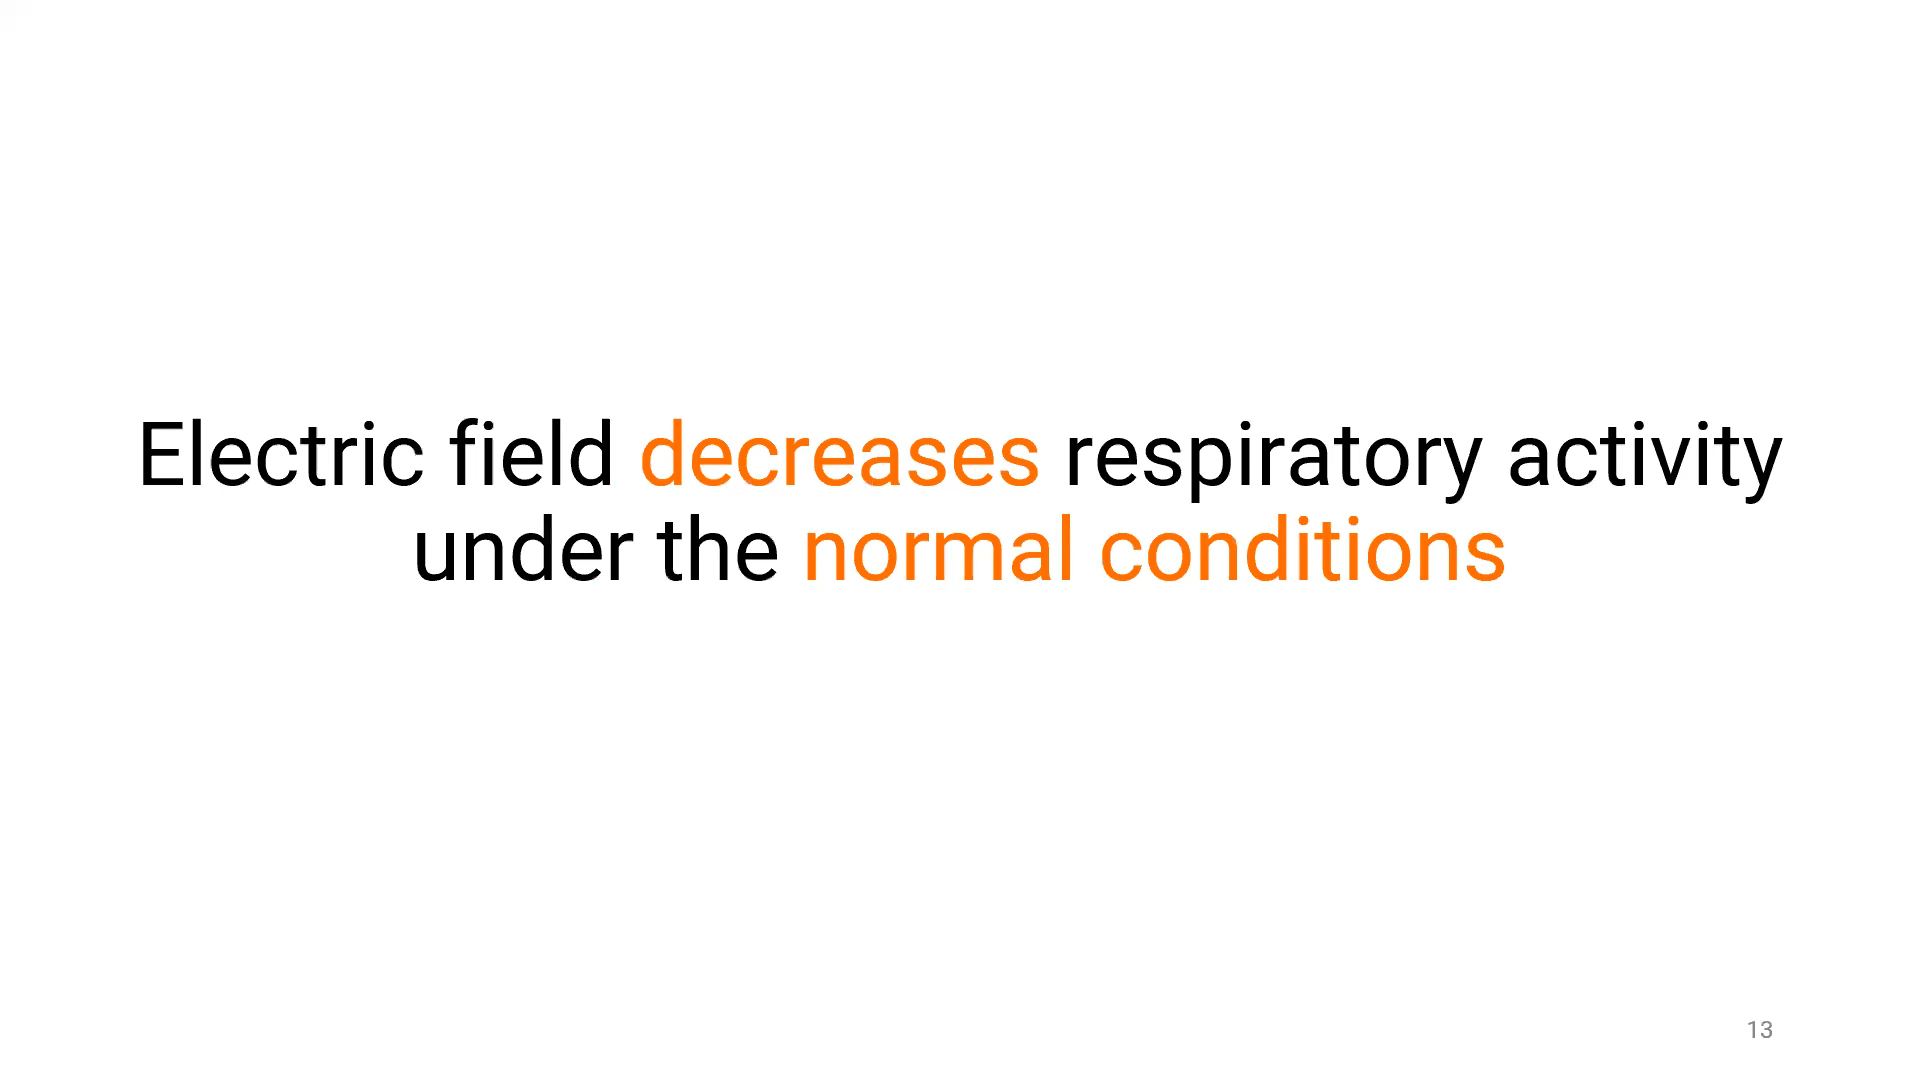 Electric field decreases respiratory activity
under the normal conditions
13